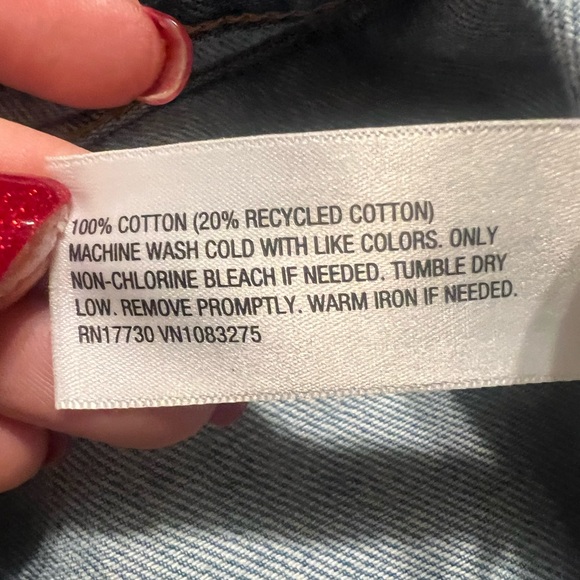 100% COTTON (20% RECYCLED COTTON)
MACHINE WASH COLD WITH LIKE COLORS. ONLY
NON-CHLORINE BLEACH IF NEEDED. TUMBLE DRY
LOW. REMOVE PROMPTLY. WARM IRON IF NEEDED.
RN17730 VN1083275